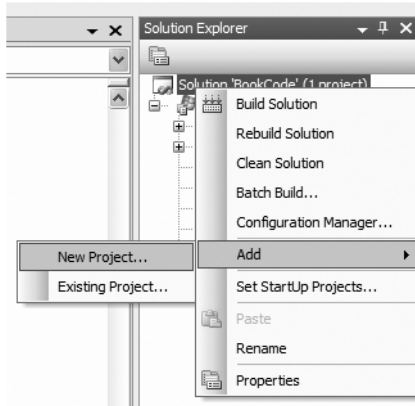 Solution Explorer
Solution 'BookCode' (1 project)
Build Solution
Rebuild Solution
Clean Solution
Batch Build...
Configuration Manager...
Add
New Project...
Existing Project...
Set StartUp Projects...
Paste
Rename
Properties